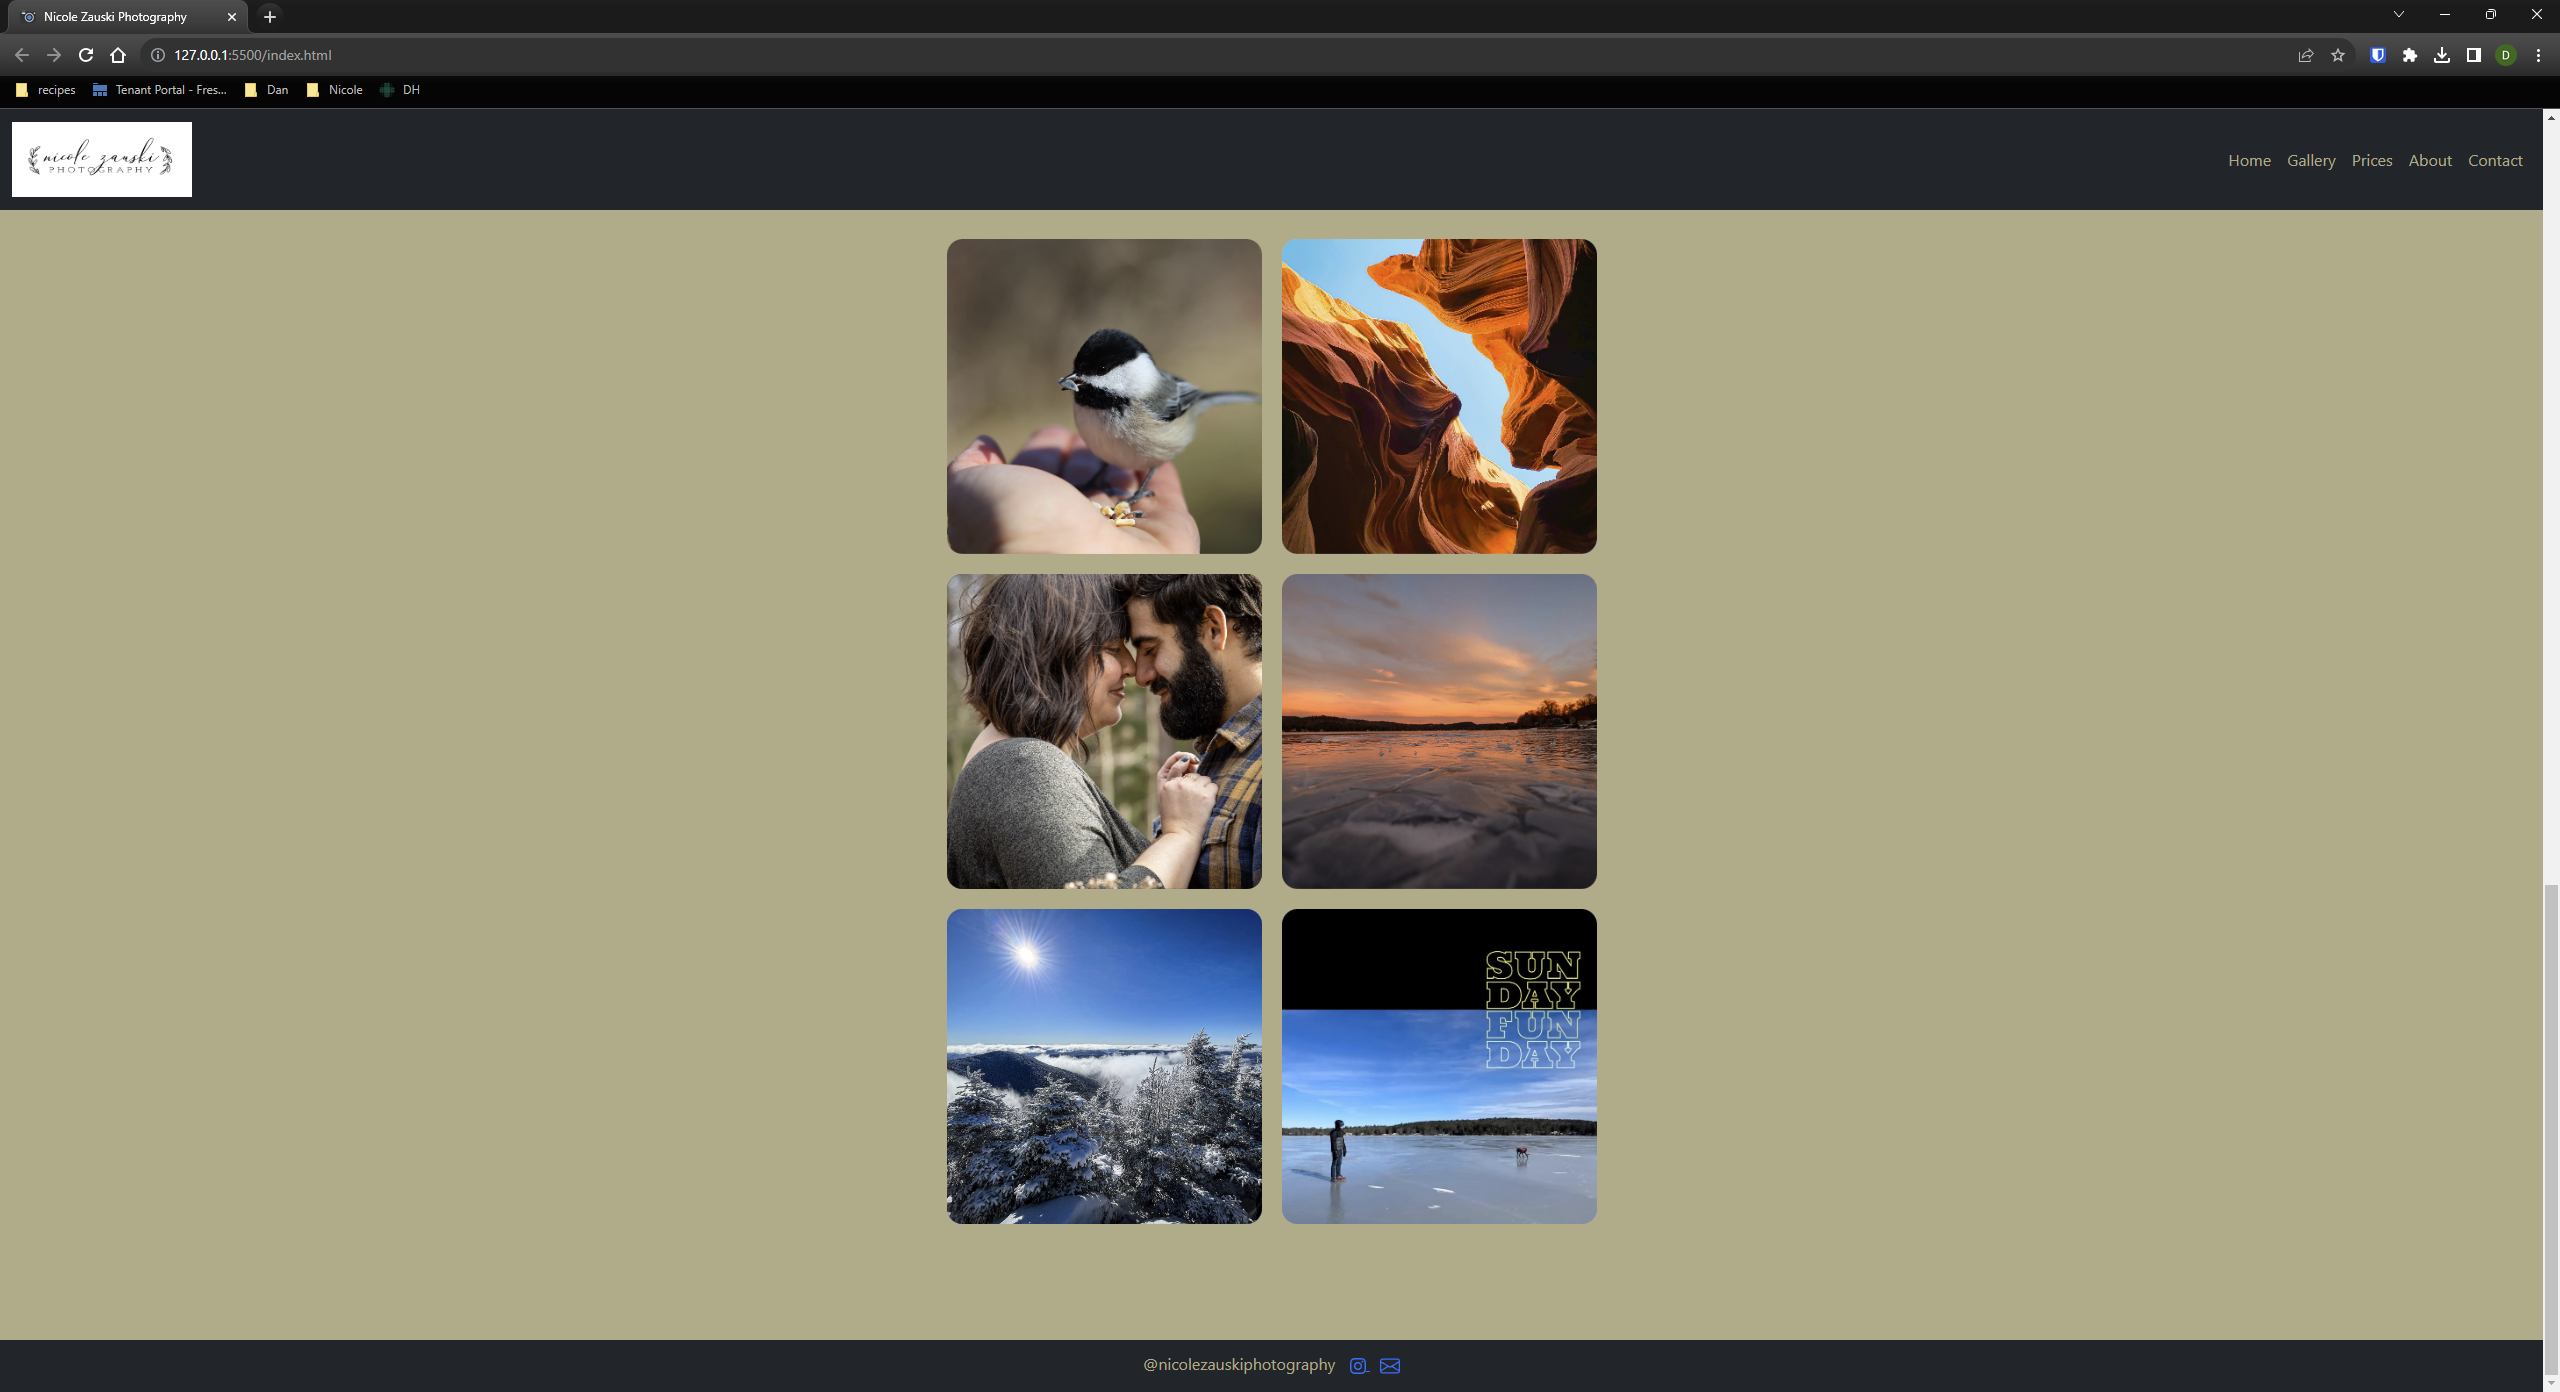 Nicole Zauski Photography
127.0.0.1:5500/index.html
recipes
Tenant Portal - Fres...
Dan
Nicole
DH
D
nicole zauski
PHOTOGRAPHY
Home
Gallery
Prices
About
Contact
SUN
DAY
FUN
DAY
@nicolezauskiphotography